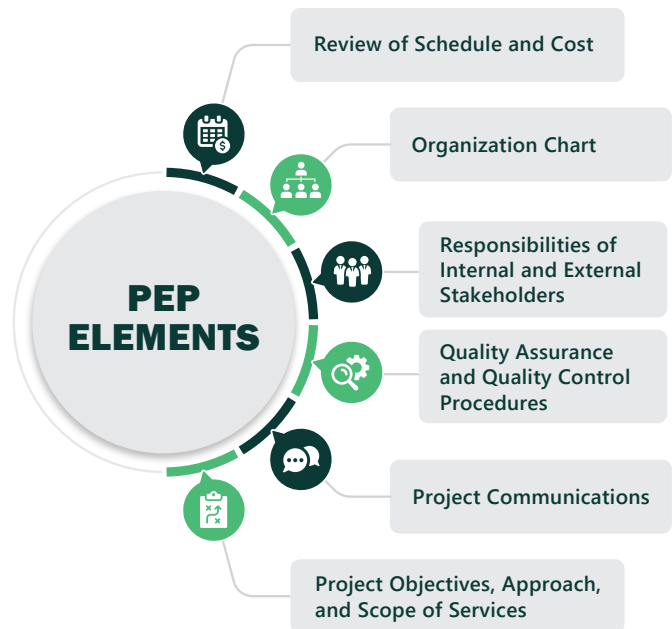 Review of Schedule and Cost
Organization Chart
Responsibilities of
Internal and External
Stakeholders
PEP
ELEMENTS
Quality Assurance
and Quality Control
Procedures
Project Communications
Project Objectives, Approach,
and Scope of Services
$